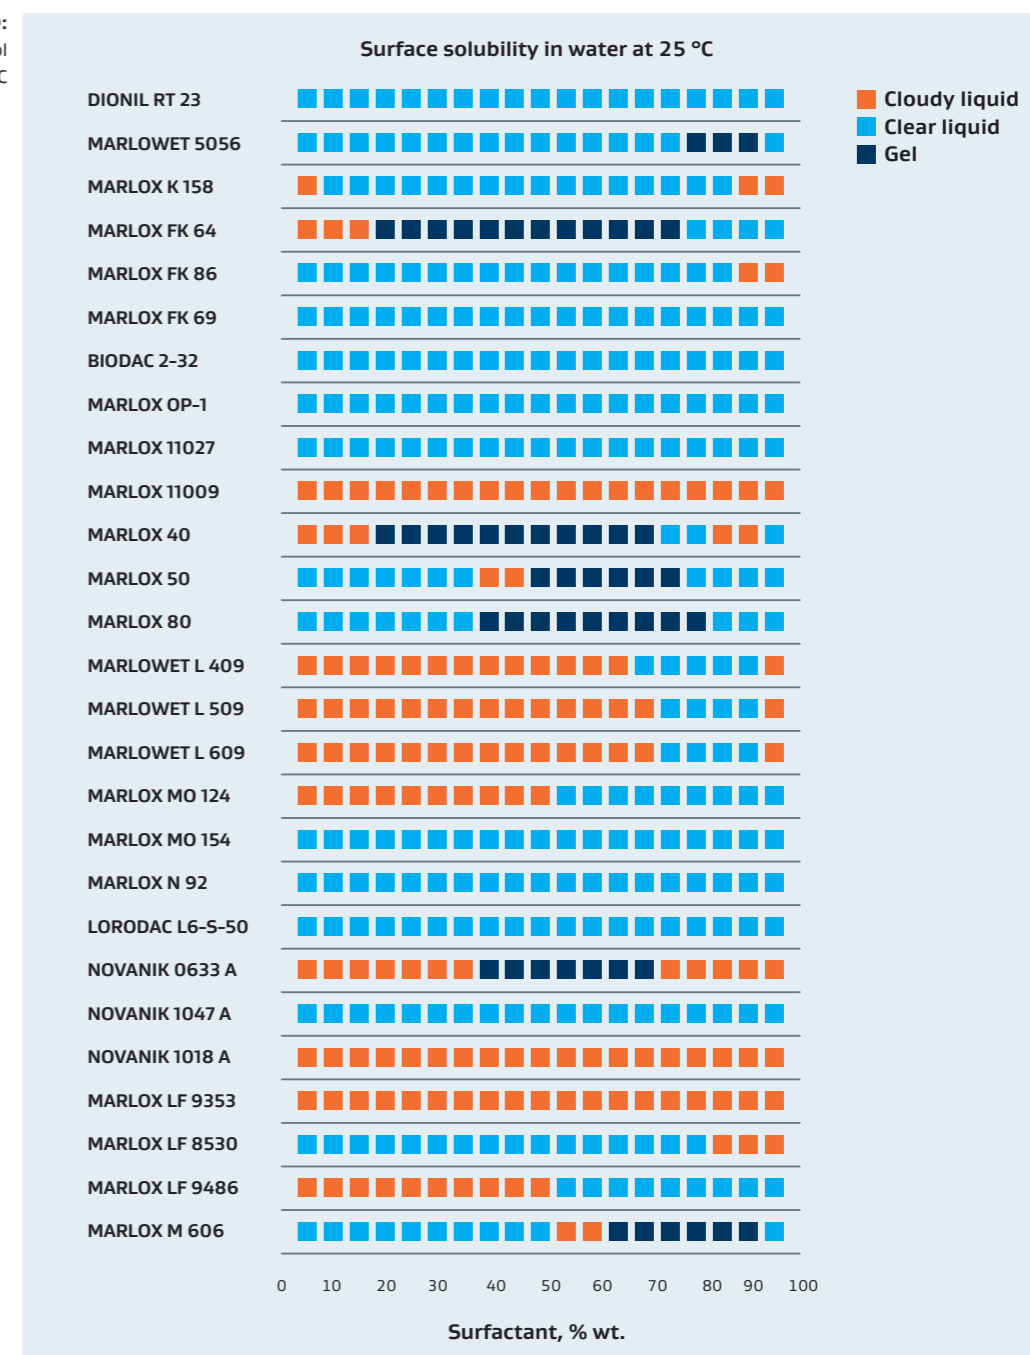 :
ol
C
Surface solubility in water at 25 °C
Cloudy liquid
Clear liquid
Gel
DIONIL RT 23
MARLOWET 5056
MARLOX K 158
MARLOX FK 64
MARLOX FK 86
MARLOX FK 69
BIODAC 2-32
MARLOX OP-1
MARLOX 11027
MARLOX 11009
MARLOX 40
MARLOX 50
MARLOX 80
MARLOWET L 409
MARLOWET L 509
MARLOWET L 609
MARLOX MO 124
MARLOX MO 154
MARLOX N 92
LORODAC L6-S-50
NOVANIK 0633 A
NOVANIK 1047 A
NOVANIK 1018 A
MARLOX LF 9353
MARLOX LF 8530
MARLOX LF 9486
MARLOX M 606
0 10 20 30 40 50 60 70 80 90 100
Surfactant, % wt.